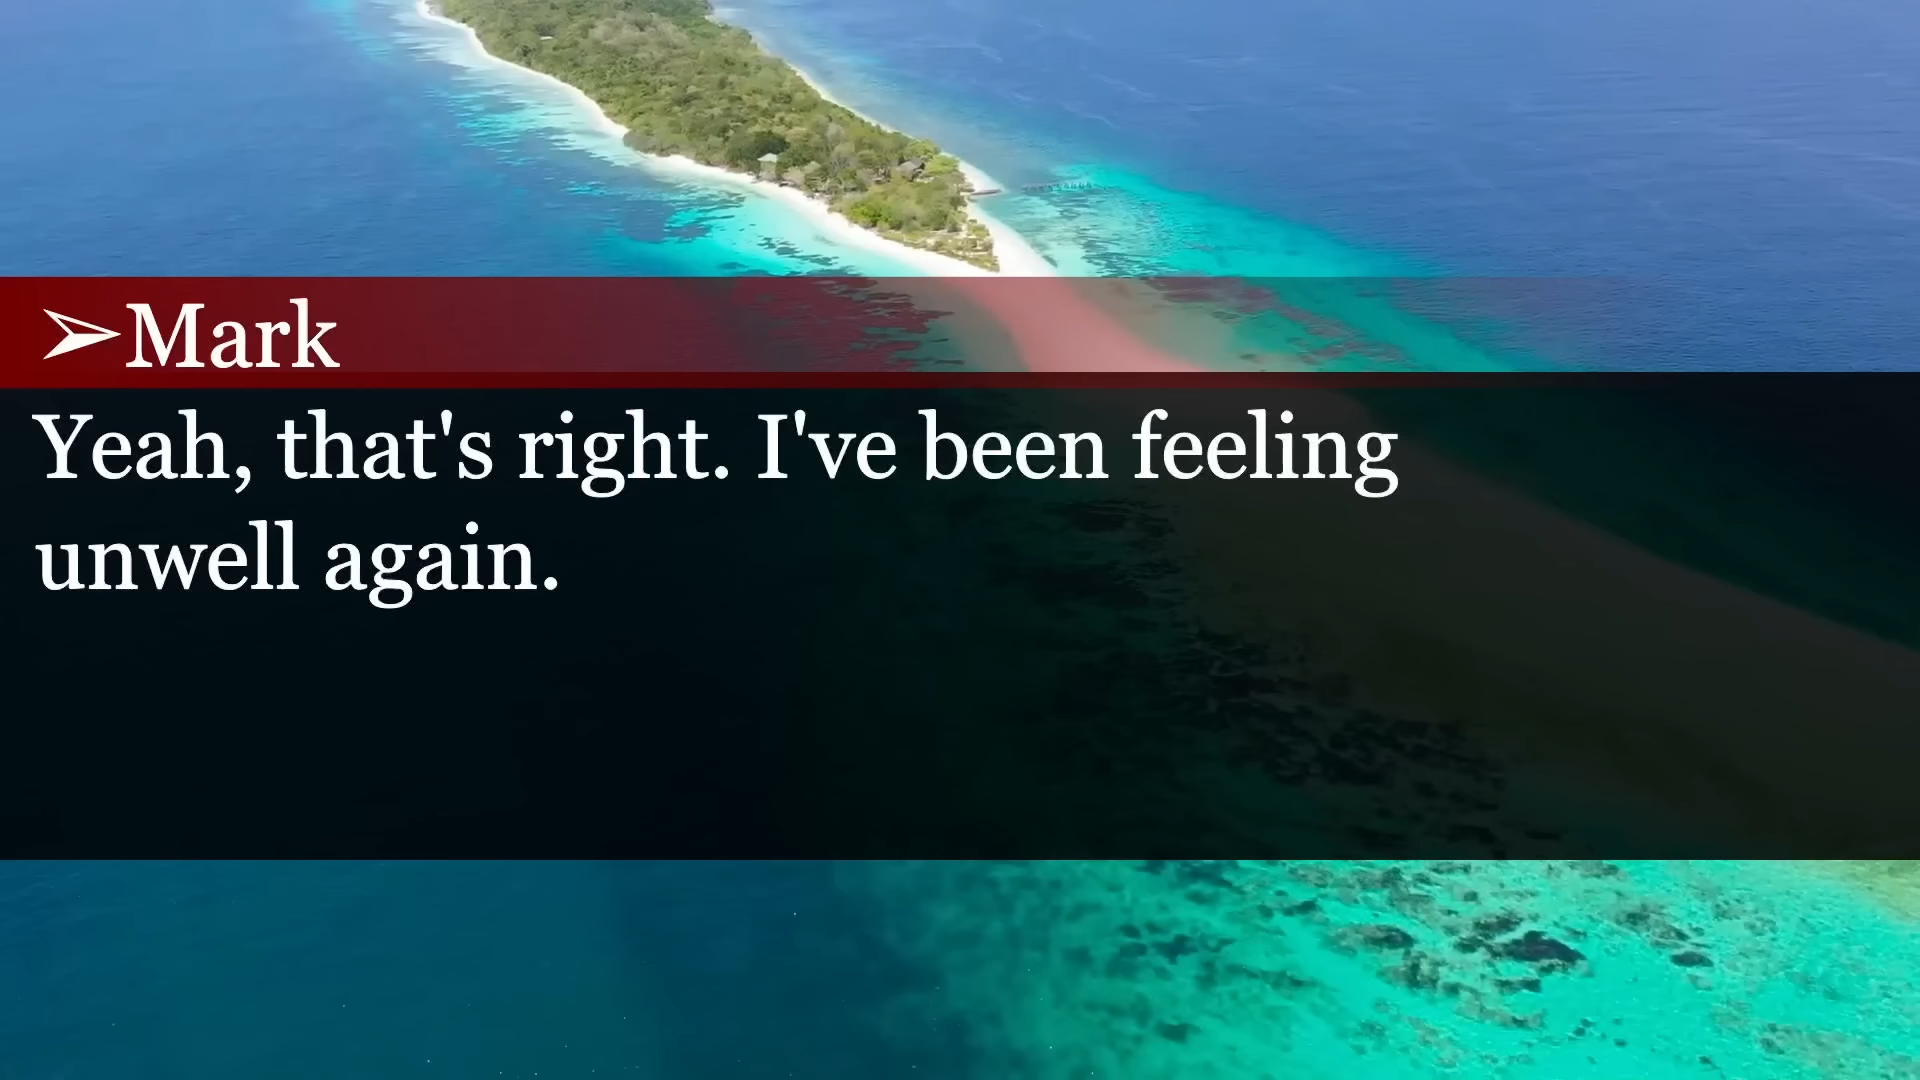 ➢Mark
Yeah, that's right. I've been feeling
unwell again.